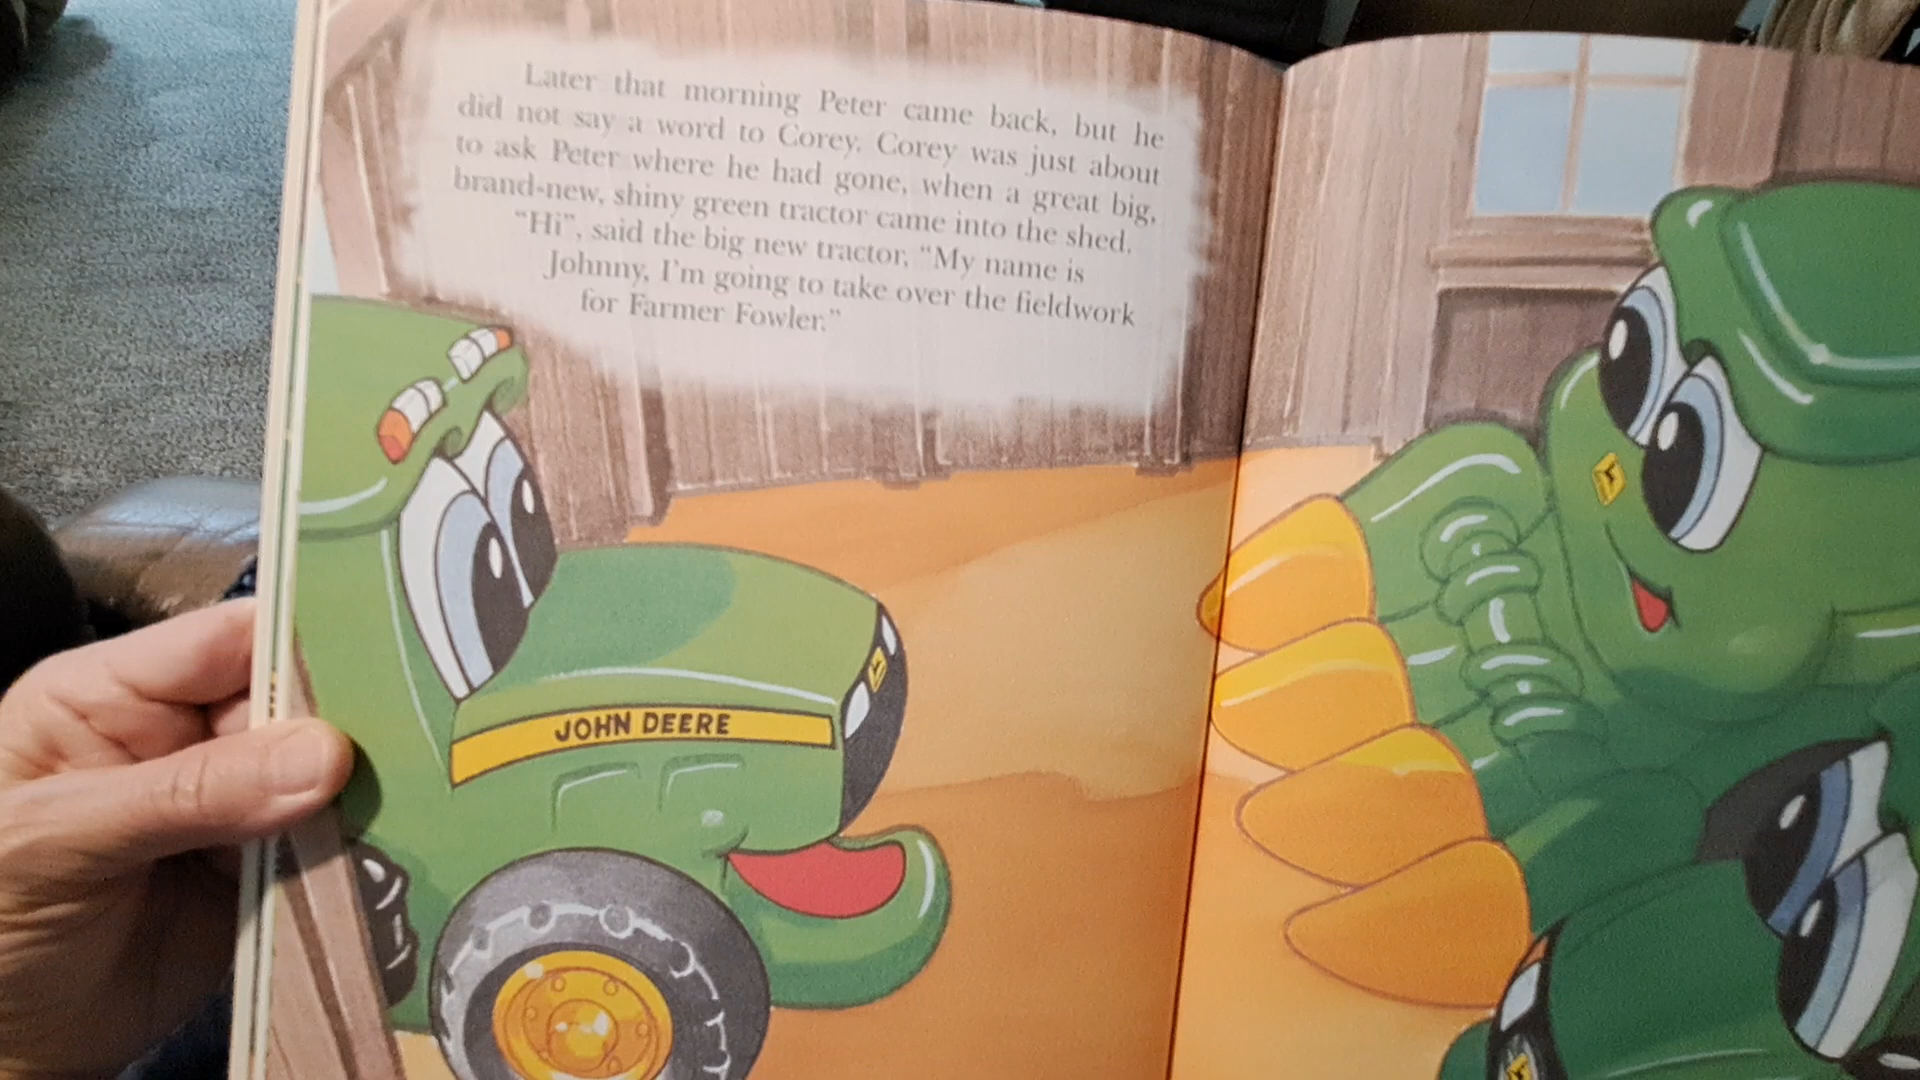 Later that morning Peter came back, but he
did not say a word to Corey. Corey was just about
to ask Peter where he had gone, when a great big,
brand-new, shiny green tractor came into the shed.
"Hi", said the big new tractor, "My name is
Johnny, I'm going to take over the fieldwork
for Farmer Fowler."
JOHN DEERE